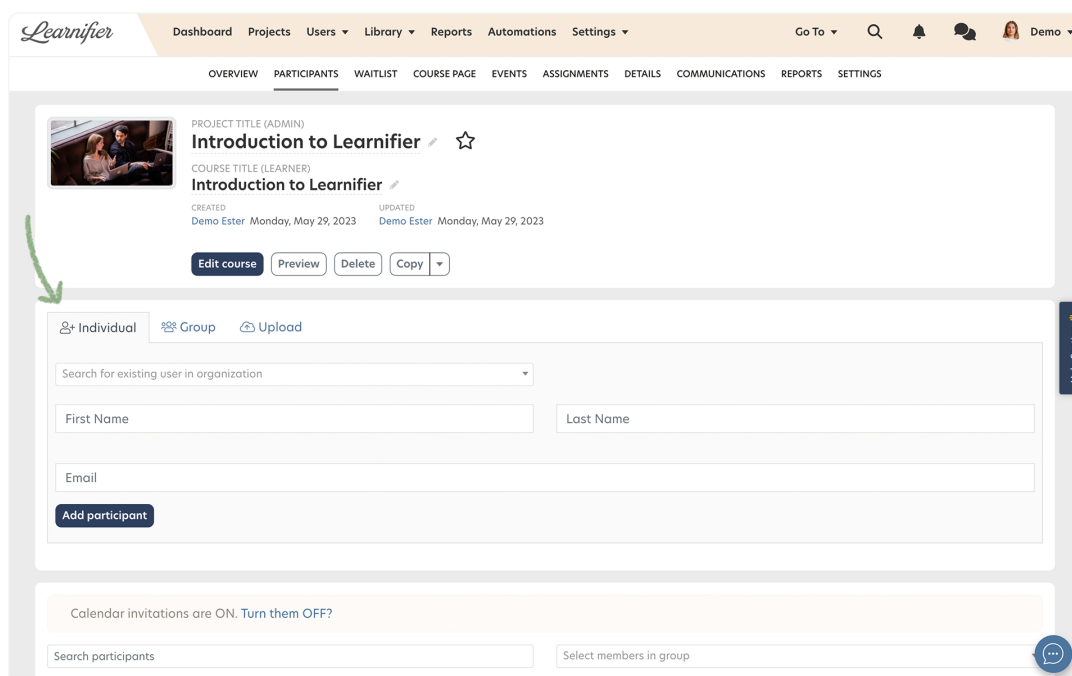 Learnifier
Dashboard Projects Users Library Reports Automations Settings Go To Demo
OVERVIEW PARTICIPANTS WAITLIST COURSE PAGE EVENTS ASSIGNMENTS DETAILS COMMUNICATIONS REPORTS SETTINGS
PROJECT TITLE (ADMIN)
Introduction to Learnifier
COURSE TITLE (LEARNER)
Introduction to Learnifier
CREATED UPDATED
Demo Ester Monday, May 29, 2023 Demo Ester Monday, May 29, 2023
Edit course Preview Delete Copy
Individual Group Upload
Search for existing user in organization
First Name Last Name
Email
Add participant
Calendar invitations are ON. Turn them OFF?
Search participants Select members in group